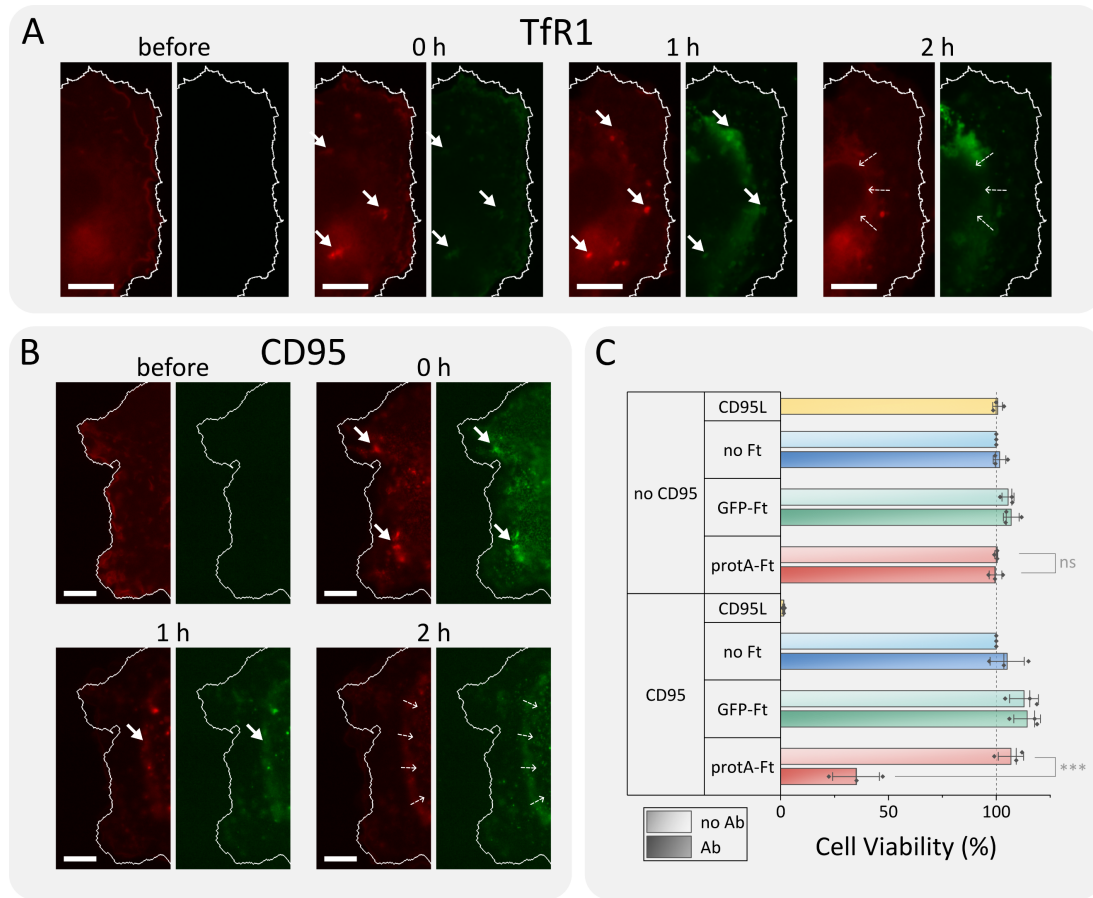 A
TfR1
before
0 h
1 h
2 h
B
CD95
before
0 h
1 h
2 h
C
no CD95
CD95L
no Ft
GFP-Ft
protA-Ft
ns
CD95
CD95L
no Ft
GFP-Ft
protA-Ft
***
0
50
100
Cell Viability (%)
no Ab
Ab